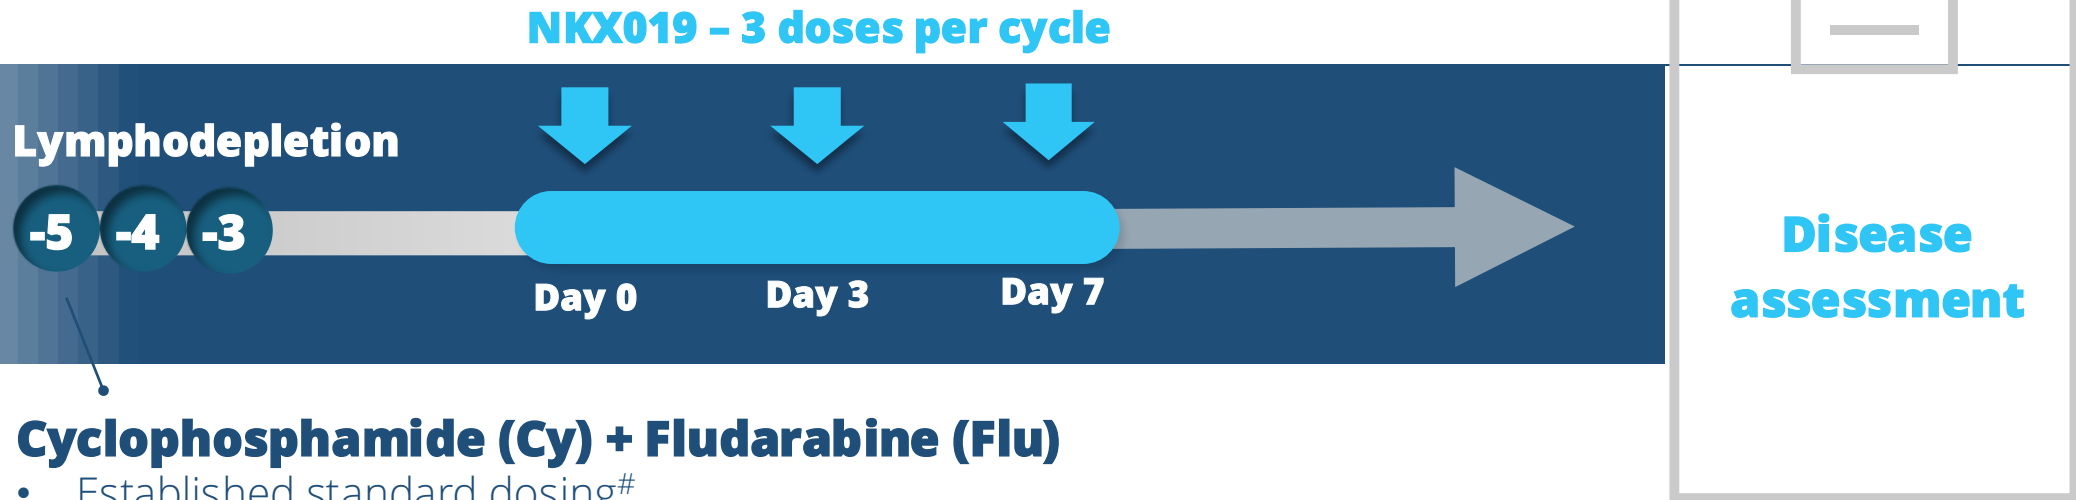 NKX019 – 3 doses per cycle
Lymphodepletion
-5 -4 -3
Day 0 Day 3 Day 7
Disease
assessment
Cyclophosphamide (Cy) + Fludarabine (Flu)
• Established standard dosing#